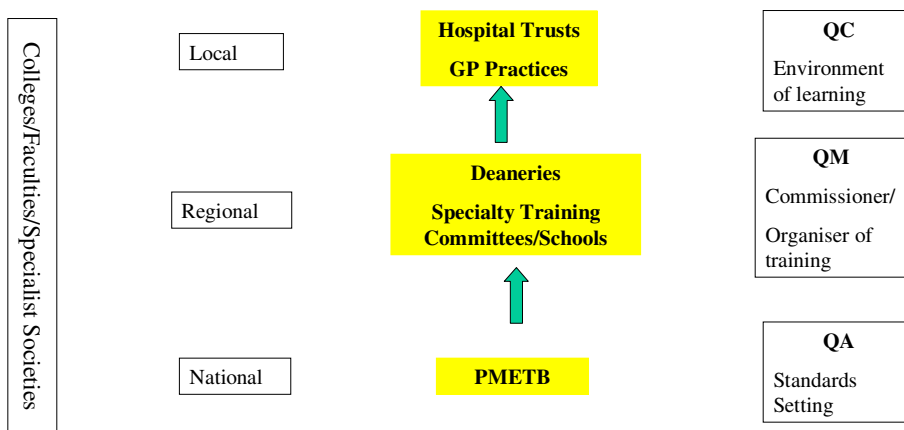 Colleges/Faculties/Specialist Societies
Local
Hospital Trusts
GP Practices
QC
Environment
of learning
Regional
Deaneries
Specialty Training
Committees/Schools
QM
Commissioner/
Organiser of
training
National
PMETB
QA
Standards
Setting